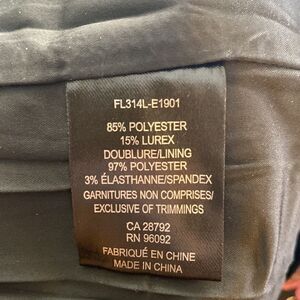 FL314L-E1901
85% POLYESTER
15% LUREX
DOUBLURE/LINING
97% POLYESTER
3% ÉLASTHANNE/SPANDEX
GARNITURES NON COMPRISES/
EXCLUSIVE OF TRIMMINGS
CA 28792
RN 96092
FABRIQUÉ EN CHINE
MADE IN CHINA